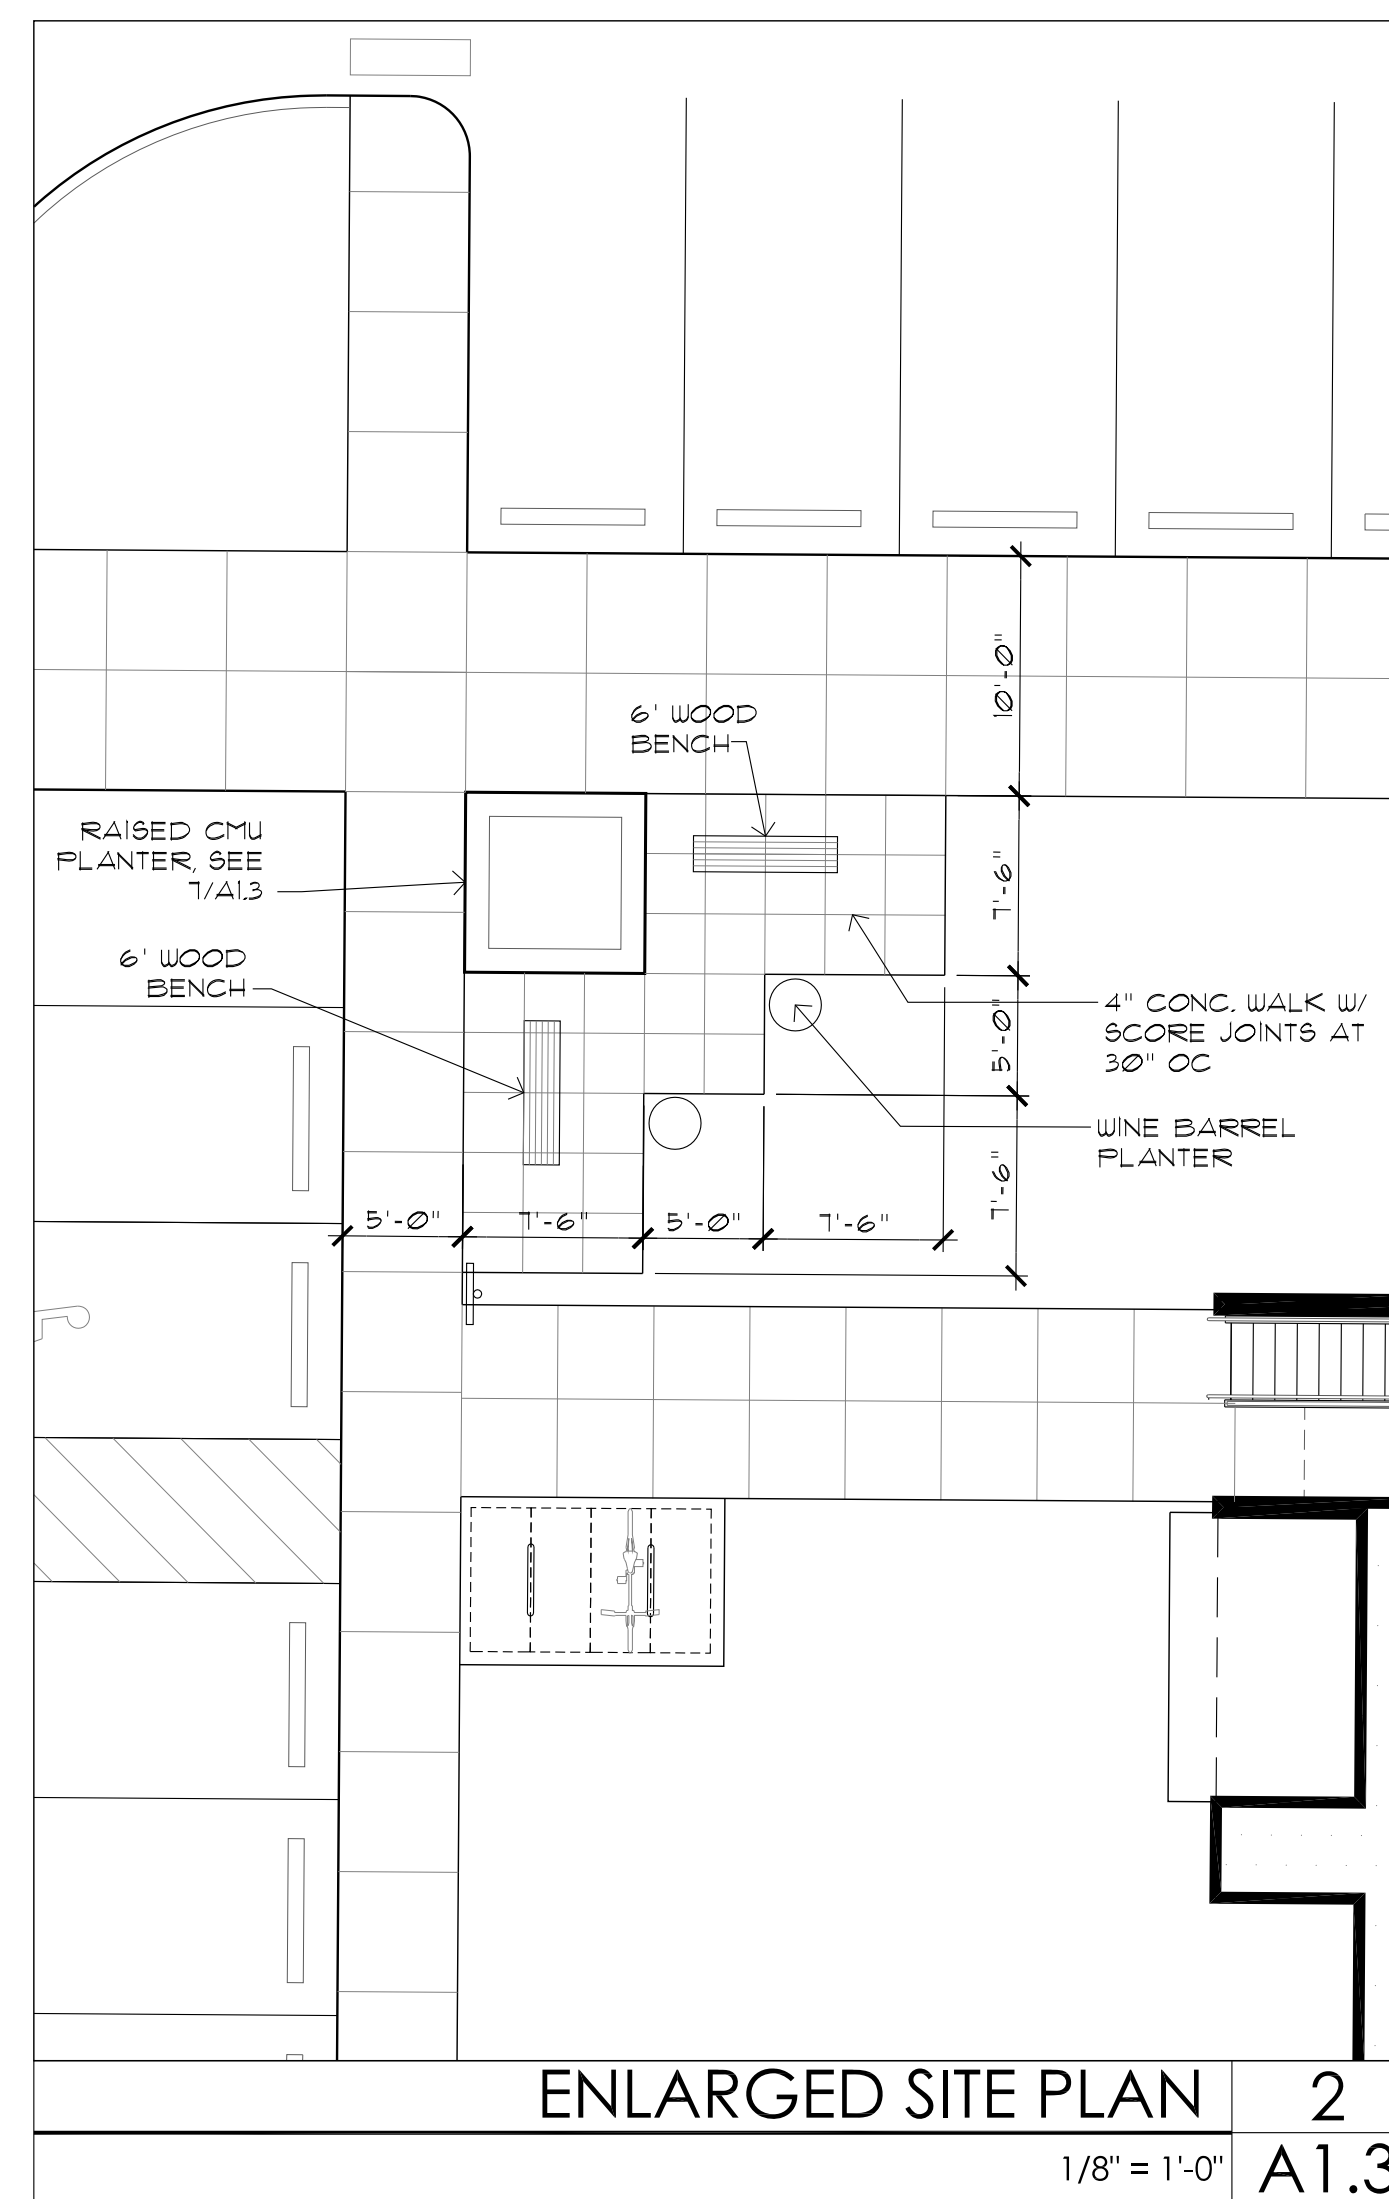 10'-0"
6' WOOD
BENCH
RAISED CMU
PLANTER, SEE
7/A1.3
7'-6"
6' WOOD
BENCH
4" CONC. WALK W/
SCORE JOINTS AT
30" OC
5'-0"
WINE BARREL
PLANTER
7'-6"
5'-0" 7'-6" 5'-0" 7'-6"
ENLARGED SITE PLAN 2
1/8" = 1'-0" A1.3